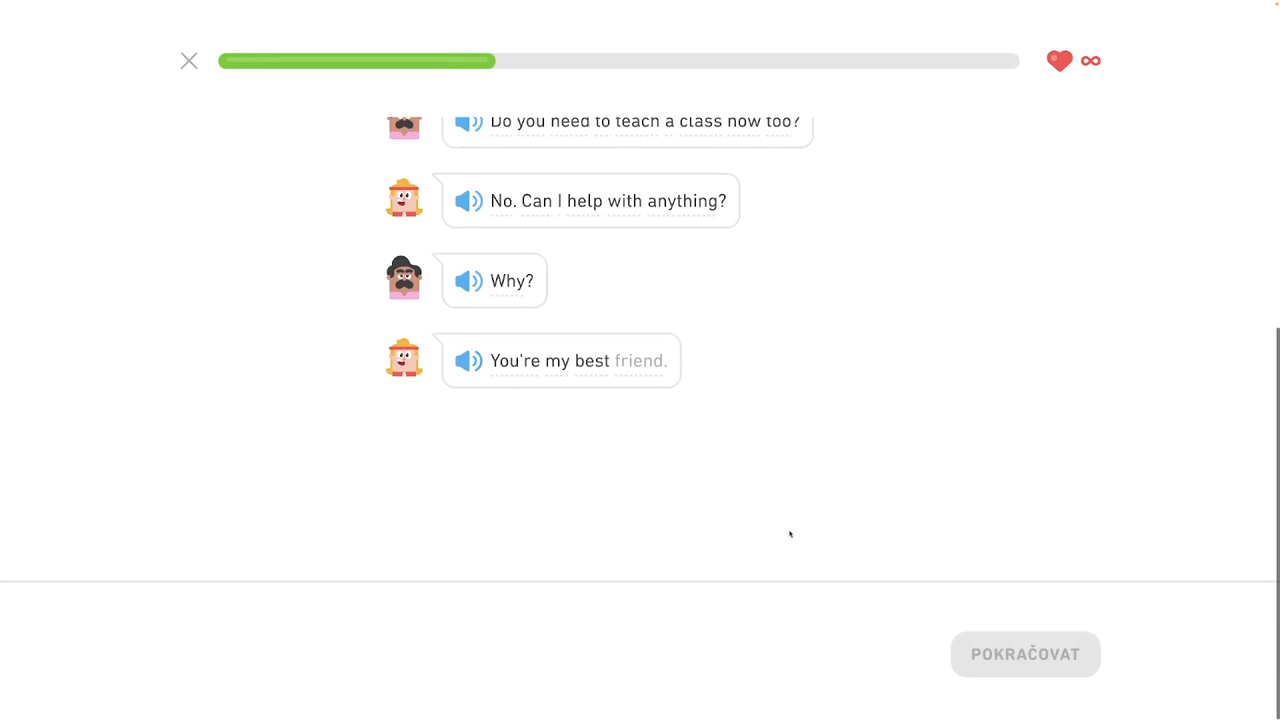 Do you need to teach a class now too?
No. Can I help with anything?
Why?
You're my best friend.
POKRAČOVAT